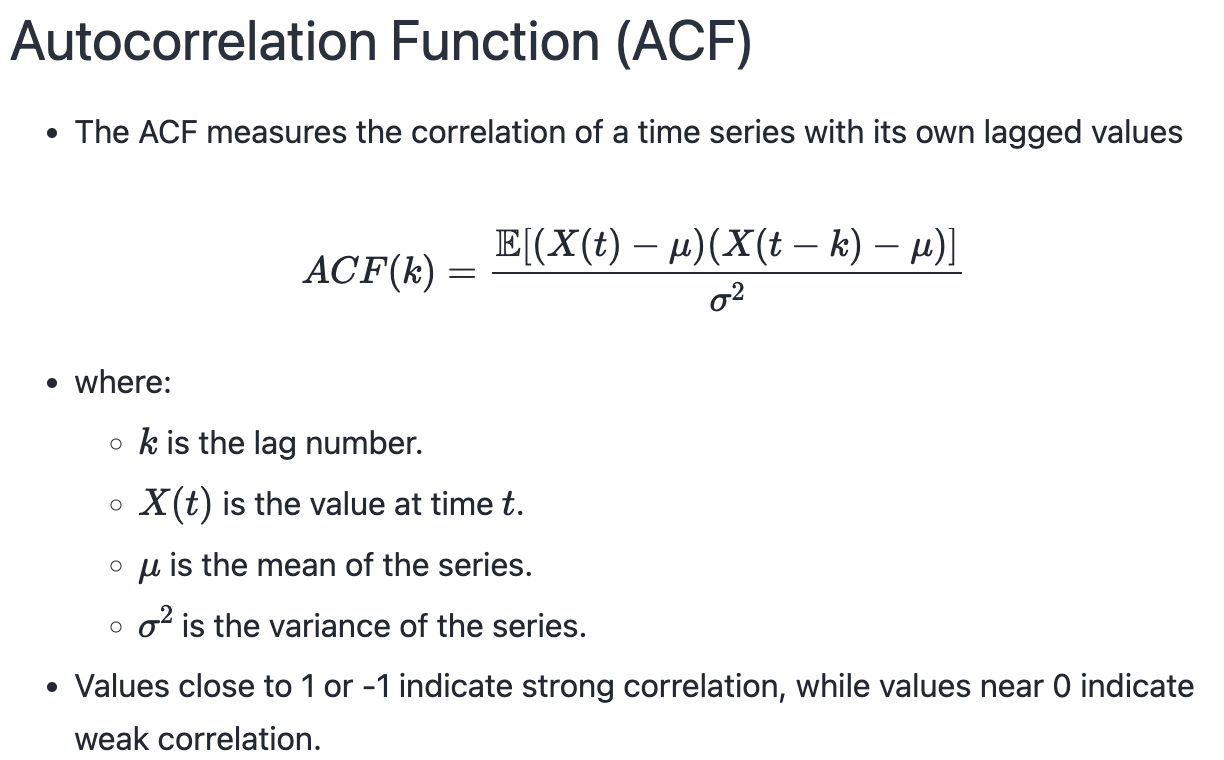 Autocorrelation Function (ACF)
• The ACF measures the correlation of a time series with its own lagged values
$ACF(k) = \frac{\mathbb{E}[(X(t) - \mu)(X(t - k) - \mu)]}{\sigma^2}$
• where:
◦ $k$ is the lag number.
◦ $X(t)$ is the value at time $t$.
◦ $\mu$ is the mean of the series.
◦ $\sigma^2$ is the variance of the series.
• Values close to 1 or -1 indicate strong correlation, while values near 0 indicate
weak correlation.